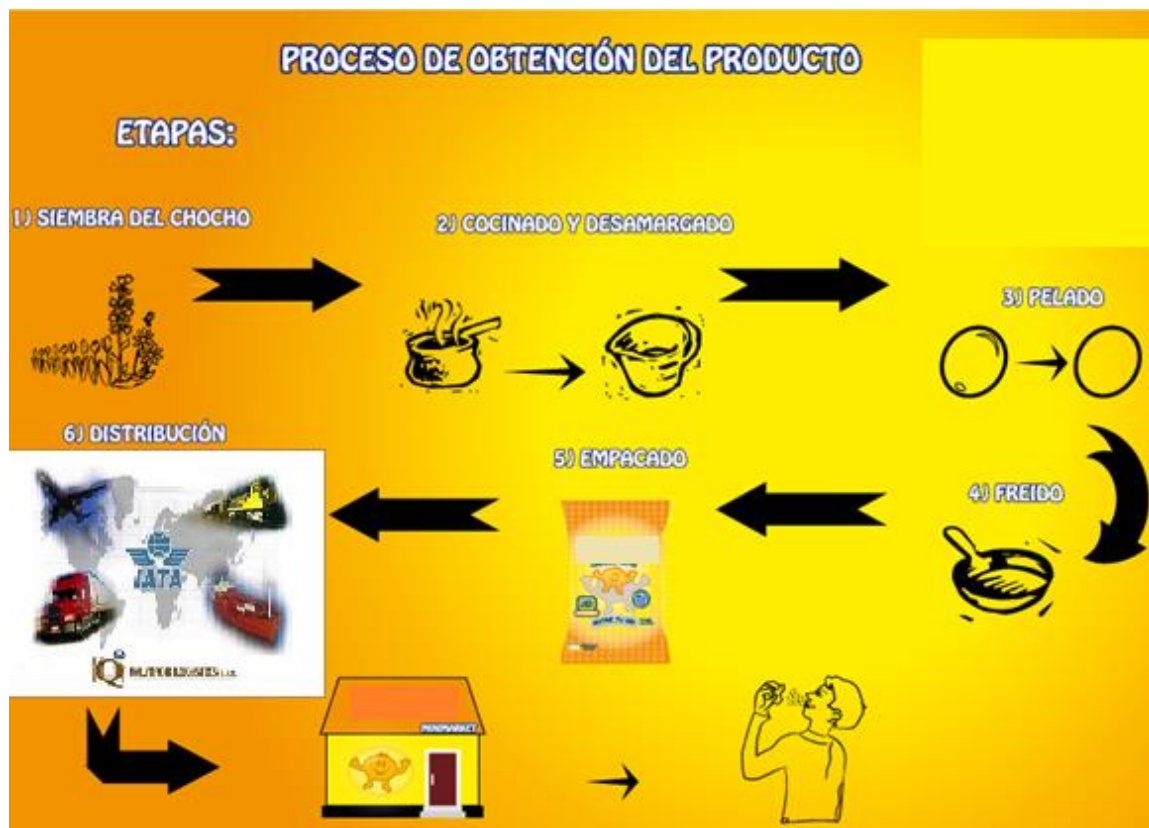 PROCESO DE OBTENCIÓN DEL PRODUCTO
ETAPAS:
1) SIEMBRA DEL CHOCHO
2) COCINADO Y DESAMARGADO
3) PELADO
4) FREIDO
5) EMPACADO
6) DISTRIBUCIÓN
IATA
MINIMARKET